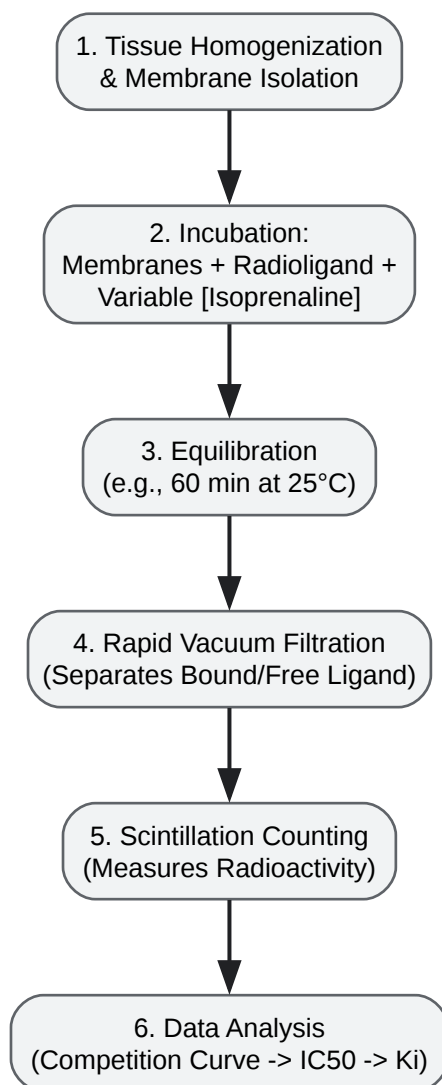 1. Tissue Homogenization
& Membrane Isolation
2. Incubation:
Membranes + Radioligand +
Variable [Isoprenaline]
3. Equilibration
(e.g., 60 min at 25°C)
4. Rapid Vacuum Filtration
(Separates Bound/Free Ligand)
5. Scintillation Counting
(Measures Radioactivity)
6. Data Analysis
(Competition Curve -> IC50 -> Ki)